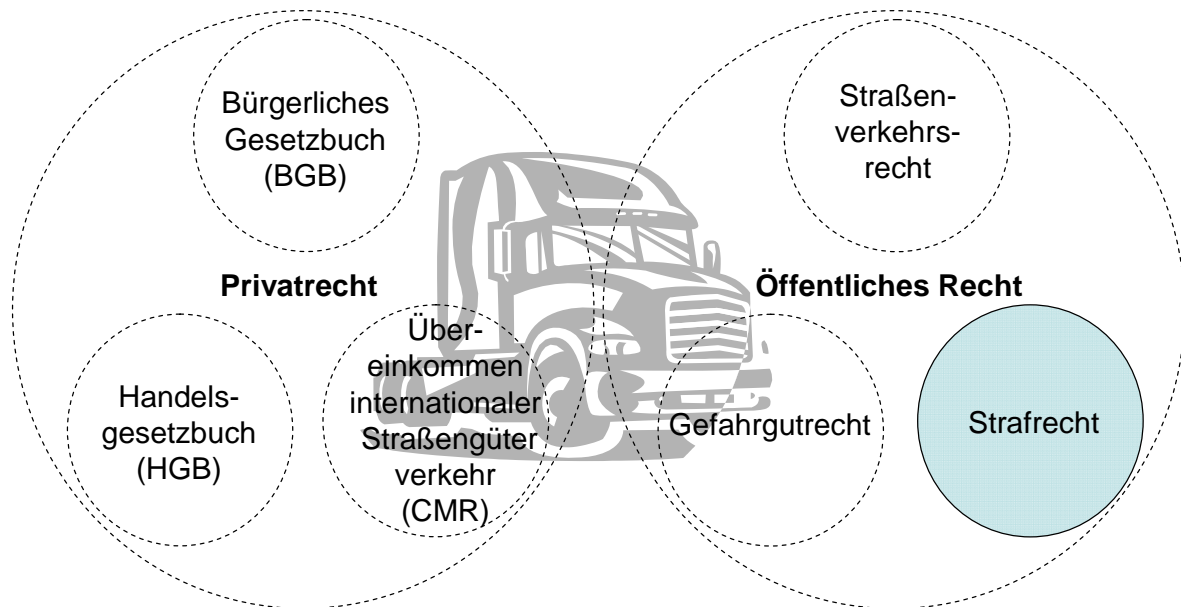 Bürgerliches
Gesetzbuch
(BGB)
Straßen-
verkehrs-
recht
Privatrecht
Öffentliches Recht
Handels-
gesetzbuch
(HGB)
Über-
einkommen
internationaler
Straßengüter
verkehr
(CMR)
Gefahrgutrecht
Strafrecht